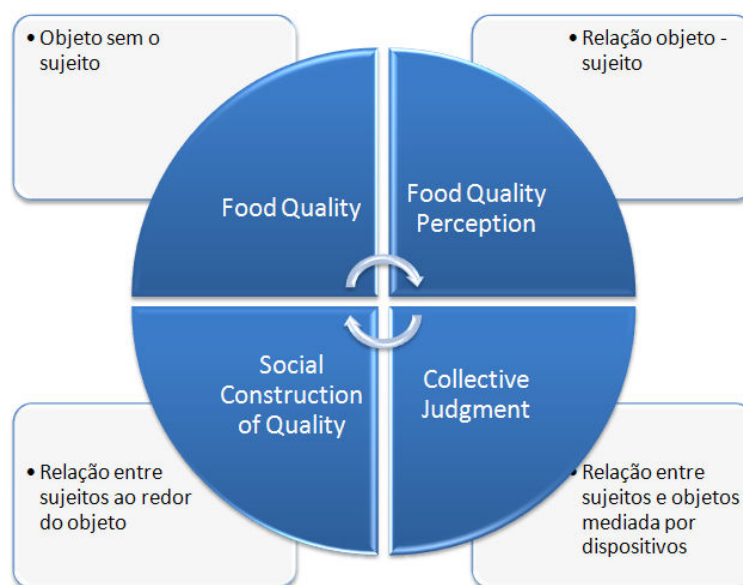 • Objeto sem o
sujeito
• Relação objeto -
sujeito
Food Quality
Food Quality
Perception
Social
Construction
of Quality
Collective
Judgment
• Relação entre
sujeitos ao redor
do objeto
• Relação entre
sujeitos e objetos
mediada por
dispositivos